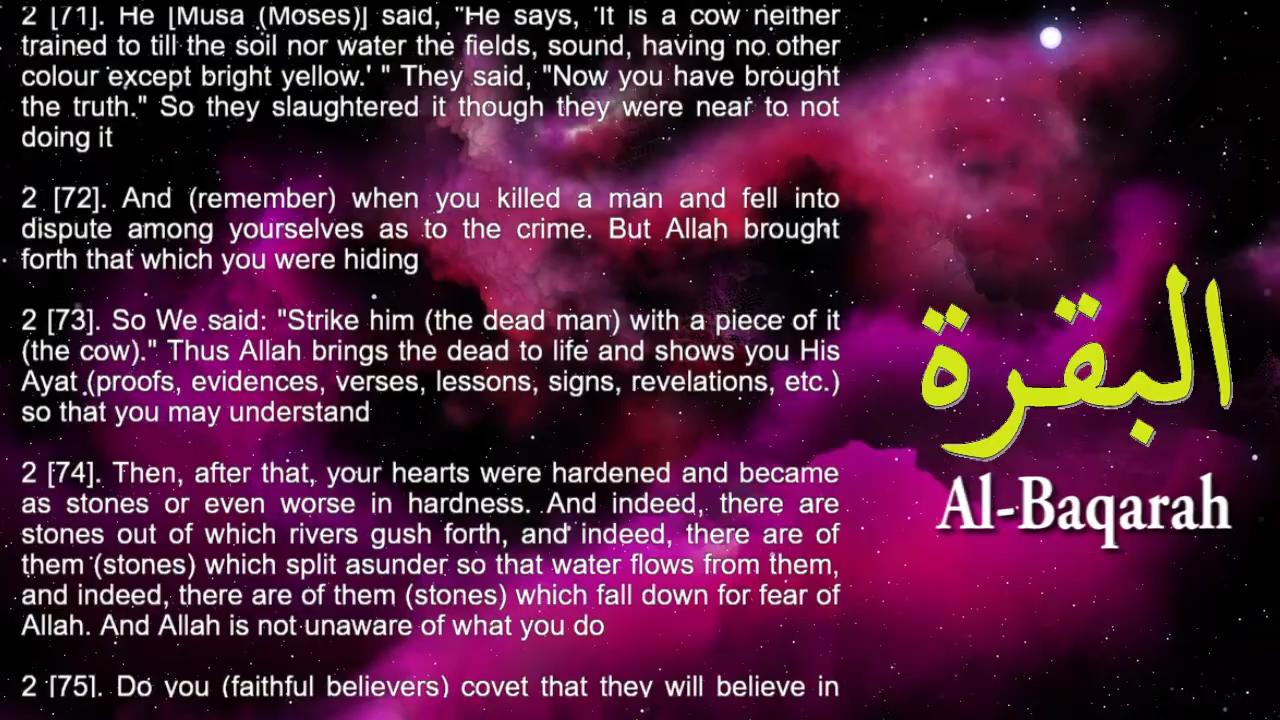 2 [71]. He [Musa (Moses)] said, "He says, 'It is a cow neither
trained to till the soil nor water the fields, sound, having no other
colour except bright yellow.' " They said, "Now you have brought
the truth." So they slaughtered it though they were near to not
doing it
2 [72]. And (remember) when you killed a man and fell into
dispute among yourselves as to the crime. But Allah brought
forth that which you were hiding
2 [73]. So We said: "Strike him (the dead man) with a piece of it
(the cow)." Thus Allah brings the dead to life and shows you His
Ayat (proofs, evidences, verses, lessons, signs, revelations, etc.)
so that you may understand
2 [74]. Then, after that, your hearts were hardened and became
as stones or even worse in hardness. And indeed, there are
stones out of which rivers gush forth, and indeed, there are of
them (stones) which split asunder so that water flows from them,
and indeed, there are of them (stones) which fall down for fear of
Allah. And Allah is not unaware of what you do
2 [75]. Do you (faithful believers) covet that they will believe in
البقرة
Al-Baqarah